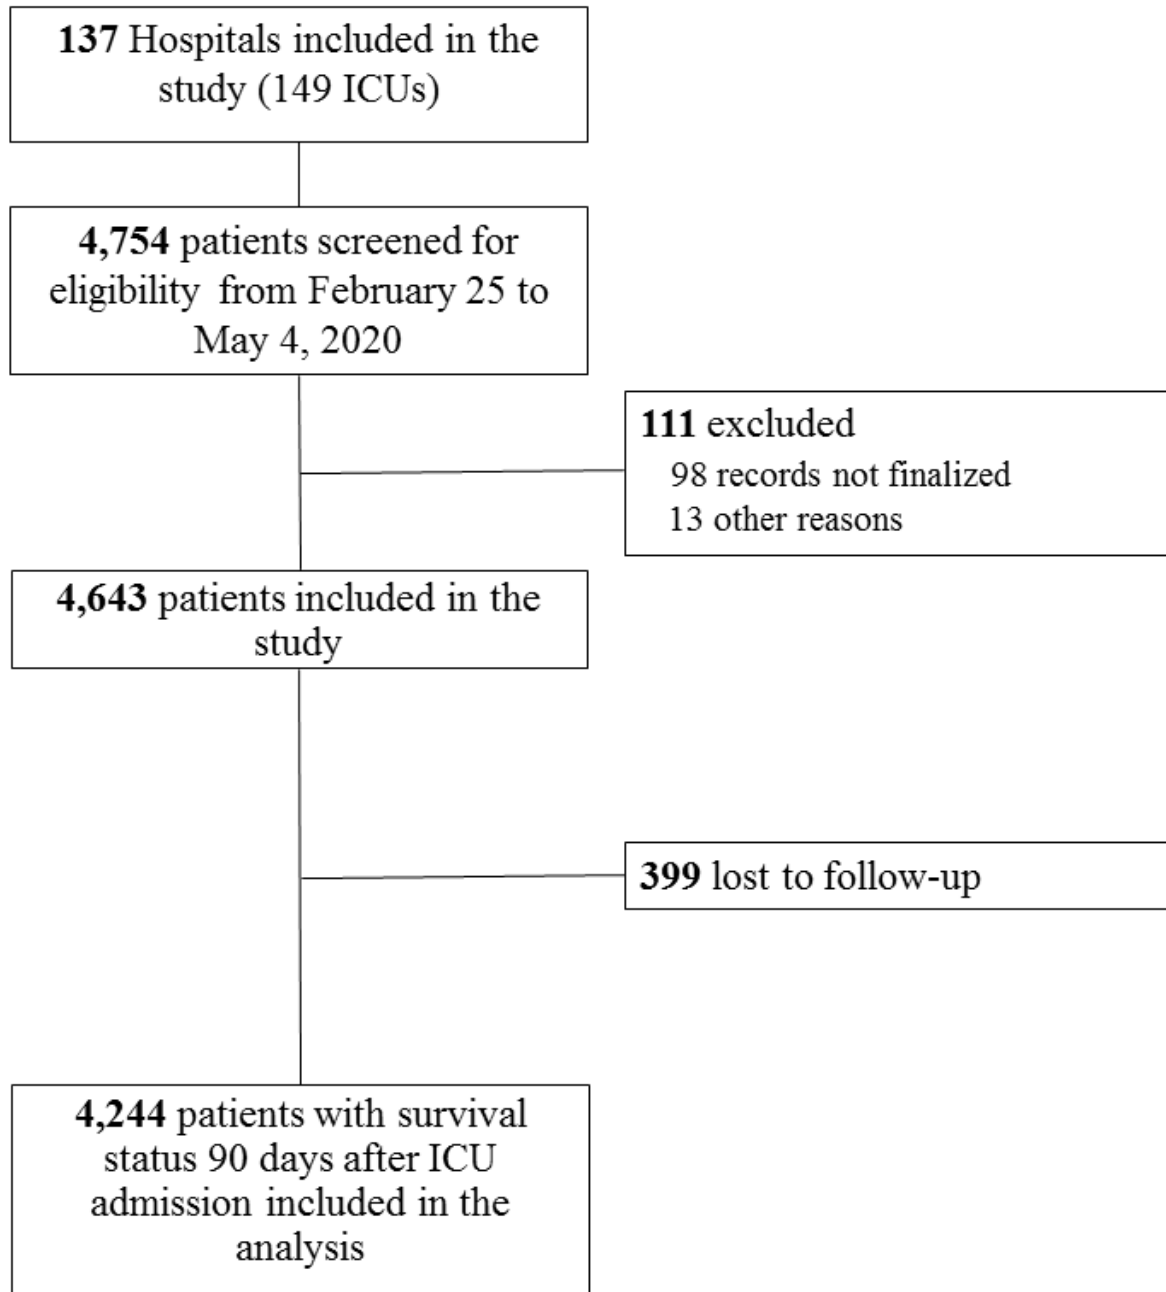 137 Hospitals included in the
study (149 ICUs)
4,754 patients screened for
eligibility from February 25 to
May 4, 2020
111 excluded
98 records not finalized
13 other reasons
4,643 patients included in the
study
399 lost to follow-up
4,244 patients with survival
status 90 days after ICU
admission included in the
analysis